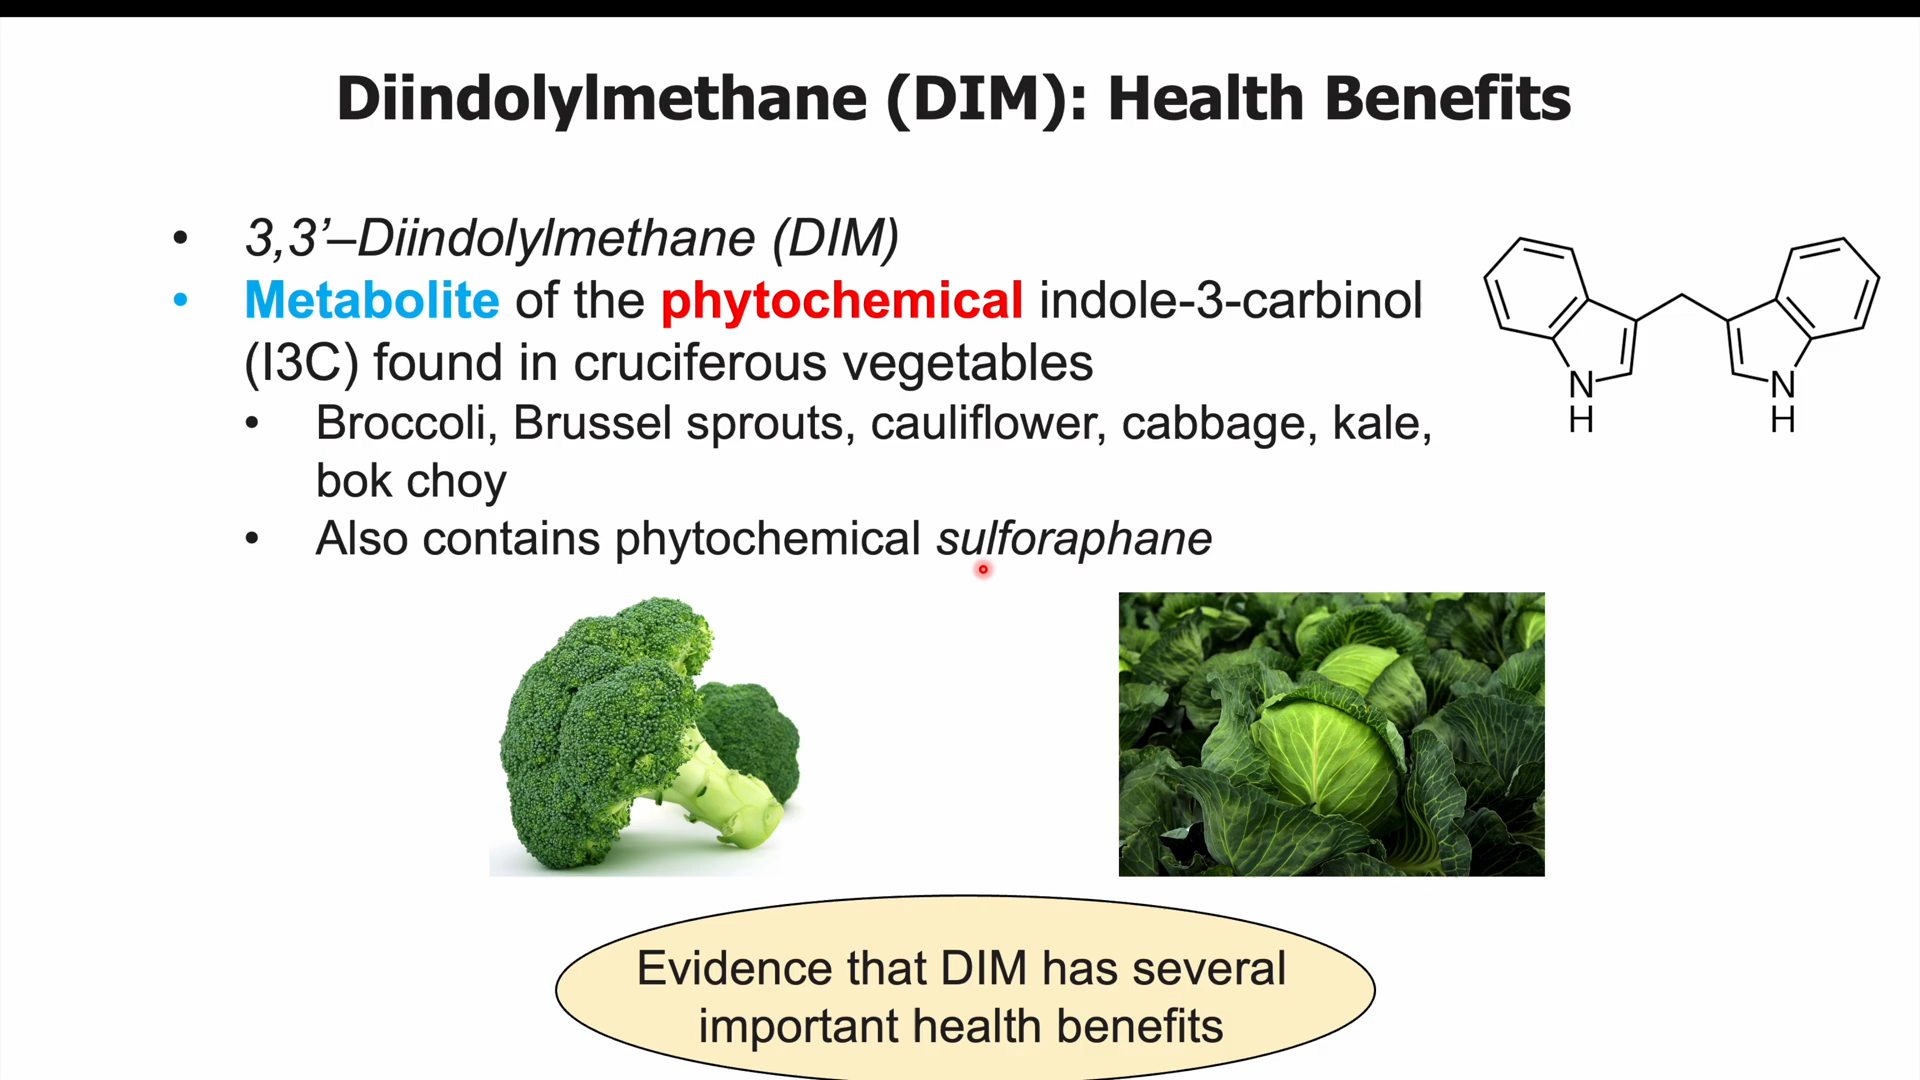 Diindolylmethane (DIM): Health Benefits
• 3,3’–Diindolylmethane (DIM)
• Metabolite of the phytochemical indole-3-carbinol
(I3C) found in cruciferous vegetables
• Broccoli, Brussel sprouts, cauliflower, cabbage, kale,
bok choy
• Also contains phytochemical sulforaphane
N N
H H
Evidence that DIM has several
important health benefits